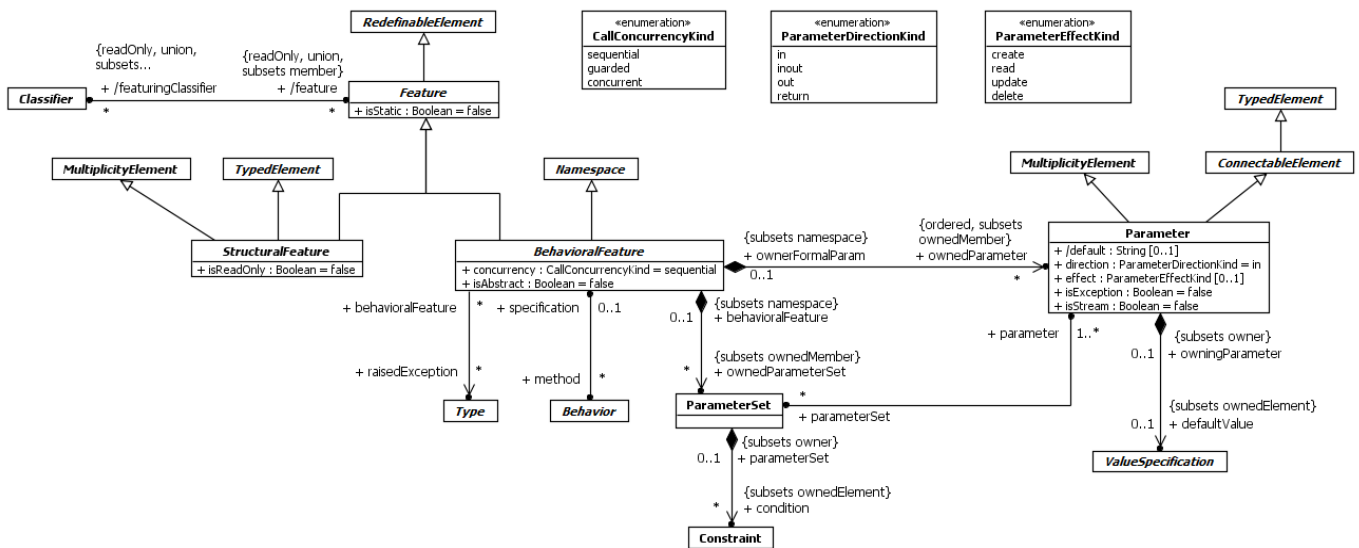 RedefinableElement
«enumeration»
CallConcurrencyKind
sequential
guarded
concurrent
«enumeration»
ParameterDirectionKind
in
inout
out
return
«enumeration»
ParameterEffectKind
create
read
update
delete
{readOnly, union,
subsets...
+ /featuringClassifier
*
{readOnly, union,
subsets member}
+ /feature
*
Classifier
Feature
+ isStatic : Boolean = false
TypedElement
MultiplicityElement
TypedElement
Namespace
MultiplicityElement
ConnectableElement
StructuralFeature
+ isReadOnly : Boolean = false
BehavioralFeature
+ concurrency : CallConcurrencyKind = sequential
+ isAbstract : Boolean = false
{subsets namespace}
+ ownerFormalParam
0..1
{ordered, subsets
ownedMember}
+ ownedParameter
*
Parameter
+ /default : String [0..1]
+ direction : ParameterDirectionKind = in
+ effect : ParameterEffectKind [0..1]
+ isException : Boolean = false
+ isStream : Boolean = false
+ behavioralFeature
*
+ specification
0..1
{subsets namespace}
0..1
+ behavioralFeature
+ parameter
1..*
{subsets owner}
0..1
+ owningParameter
+ raisedException
*
+ method
*
{subsets ownedMember}
*
+ ownedParameterSet
Type
Behavior
ParameterSet
*
+ parameterSet
{subsets ownedElement}
0..1
+ defaultValue
ValueSpecification
{subsets owner}
0..1
+ parameterSet
{subsets ownedElement}
*
+ condition
Constraint